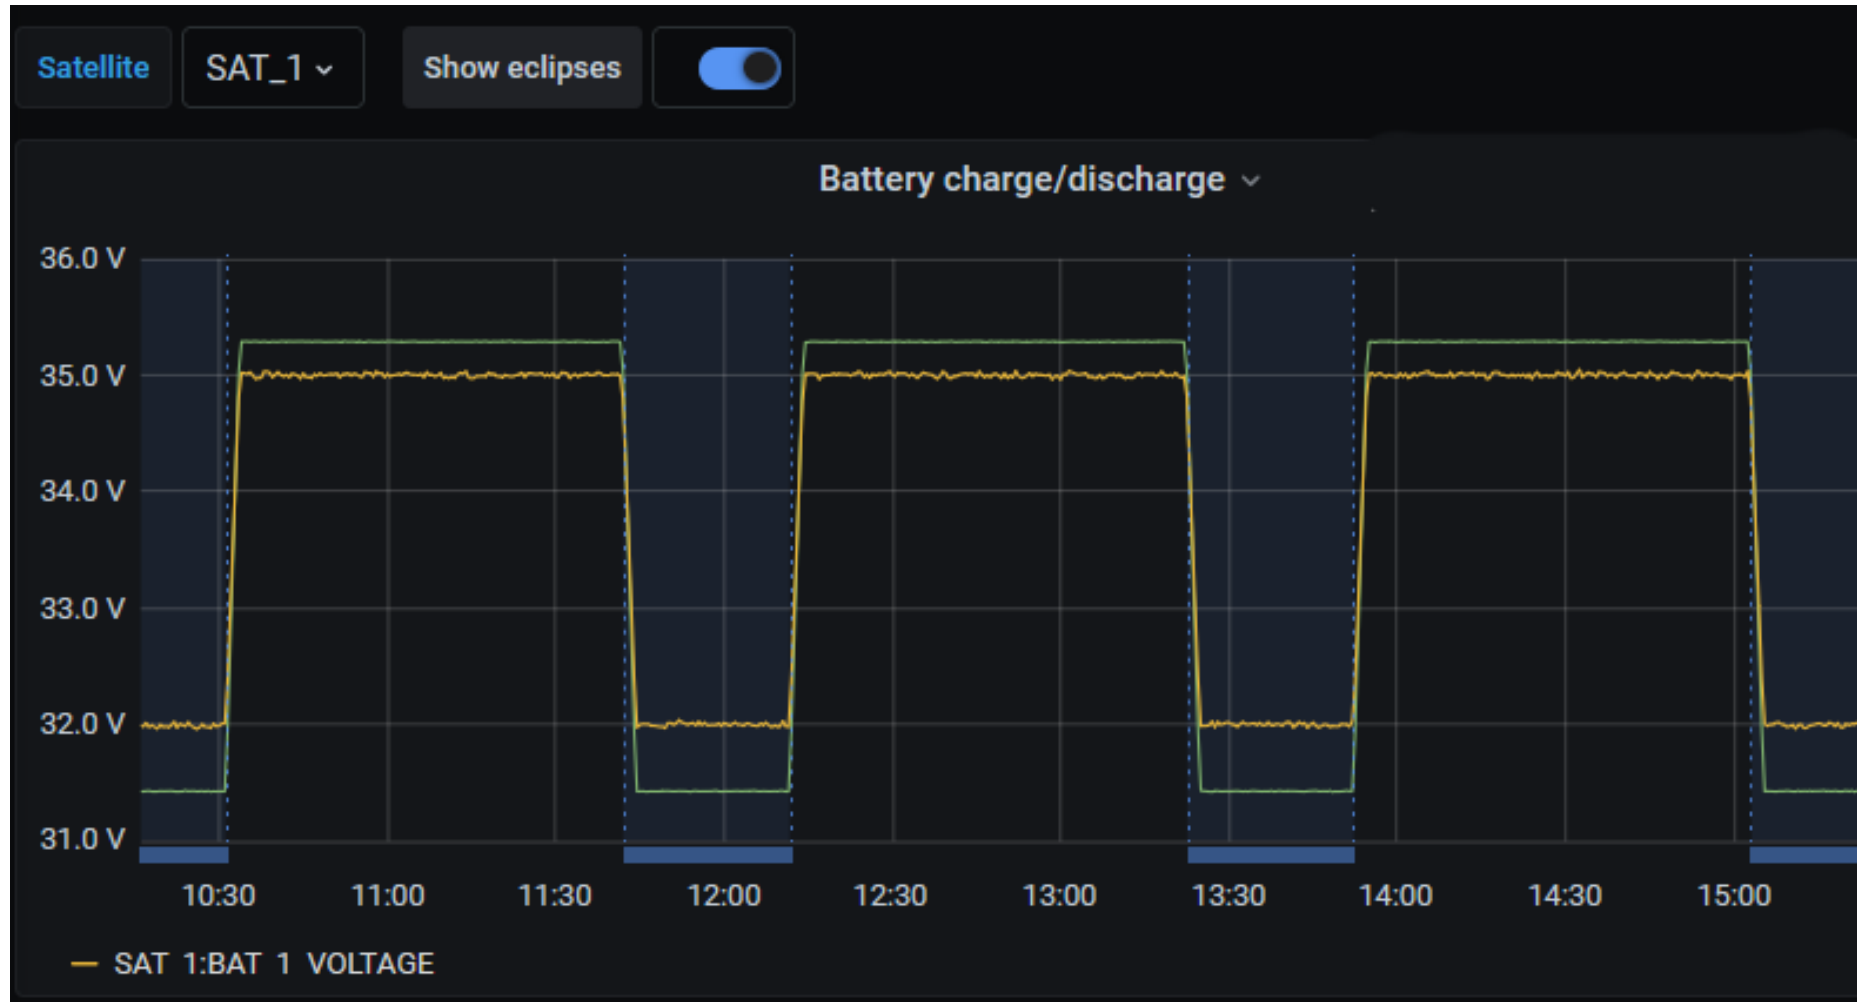 Satellite SAT_1 Show eclipses
Battery charge/discharge
36.0 V
35.0 V
34.0 V
33.0 V
32.0 V
31.0 V
10:30 11:00 11:30 12:00 12:30 13:00 13:30 14:00 14:30 15:00
SAT 1:BAT 1 VOLTAGE